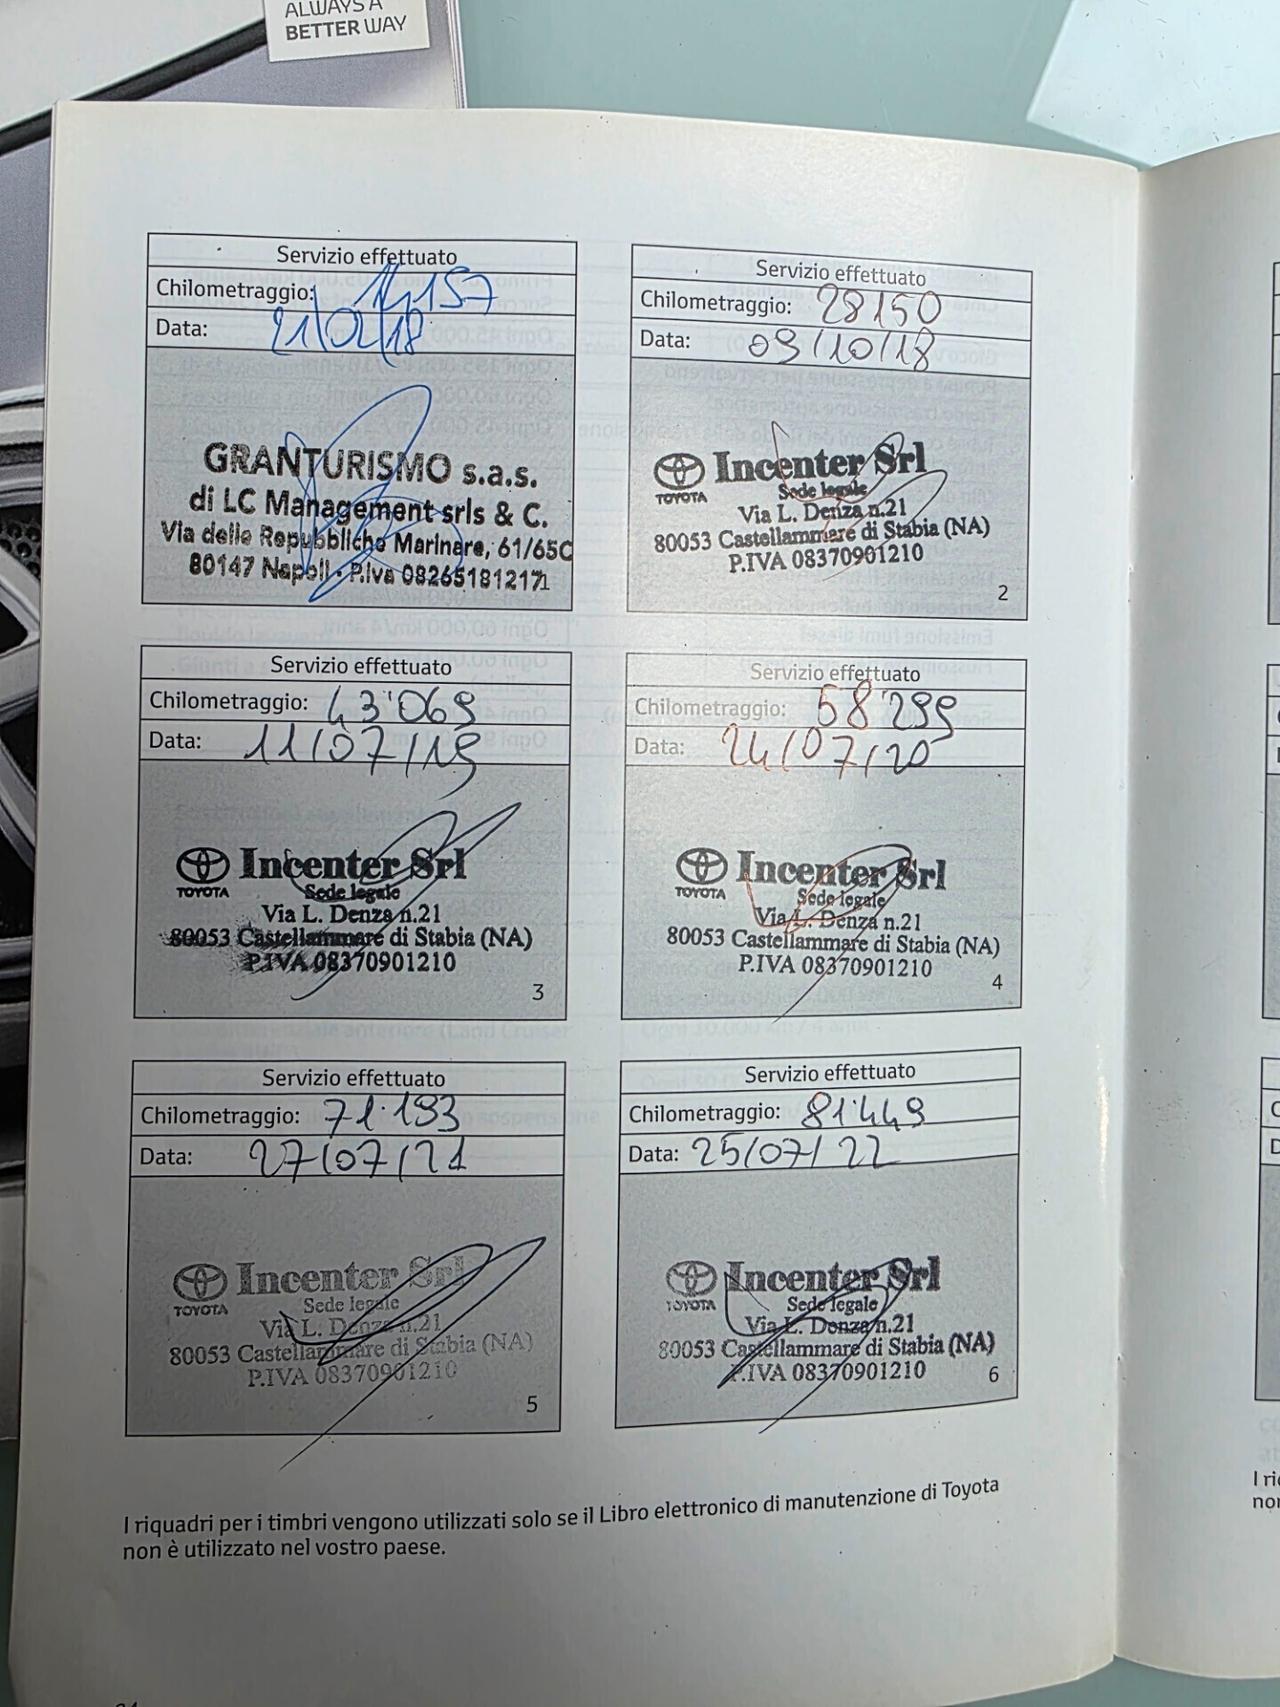 ALWAYS A
BETTER WAY
Servizio effettuato
Chilometraggio: 14157
Data: 21/02/18
GRANTURISMO s.a.s.
di LC Management srls & C.
Via delle Repubbliche Marinare, 61/65C
80147 Napoli - P.Iva 08265181217
1
Servizio effettuato
Chilometraggio: 28150
Data: 09/10/18
TOYOTA
Incenter Srl
Sede legale
Via L. Denza n.21
80053 Castellammare di Stabia (NA)
P.IVA 08370901210
2
Servizio effettuato
Chilometraggio: 43'069
Data: 11/07/19
TOYOTA
Incenter Srl
Sede legale
Via L. Denza n.21
80053 Castellammare di Stabia (NA)
P.IVA 08370901210
3
Servizio effettuato
Chilometraggio: 58'299
Data: 24/07/20
TOYOTA
Incenter Srl
Sede legale
Via L. Denza n.21
80053 Castellammare di Stabia (NA)
P.IVA 08370901210
4
Servizio effettuato
Chilometraggio: 71'193
Data: 27/07/21
TOYOTA
Incenter Srl
Sede legale
Via L. Denza n.21
80053 Castellammare di Stabia (NA)
P.IVA 08370901210
5
Servizio effettuato
Chilometraggio: 81'449
Data: 25/07/22
TOYOTA
Incenter Srl
Sede legale
Via L. Denza n.21
80053 Castellammare di Stabia (NA)
P.IVA 08370901210
6
I riquadri per i timbri vengono utilizzati solo se il Libro elettronico di manutenzione di Toyota
non è utilizzato nel vostro paese.